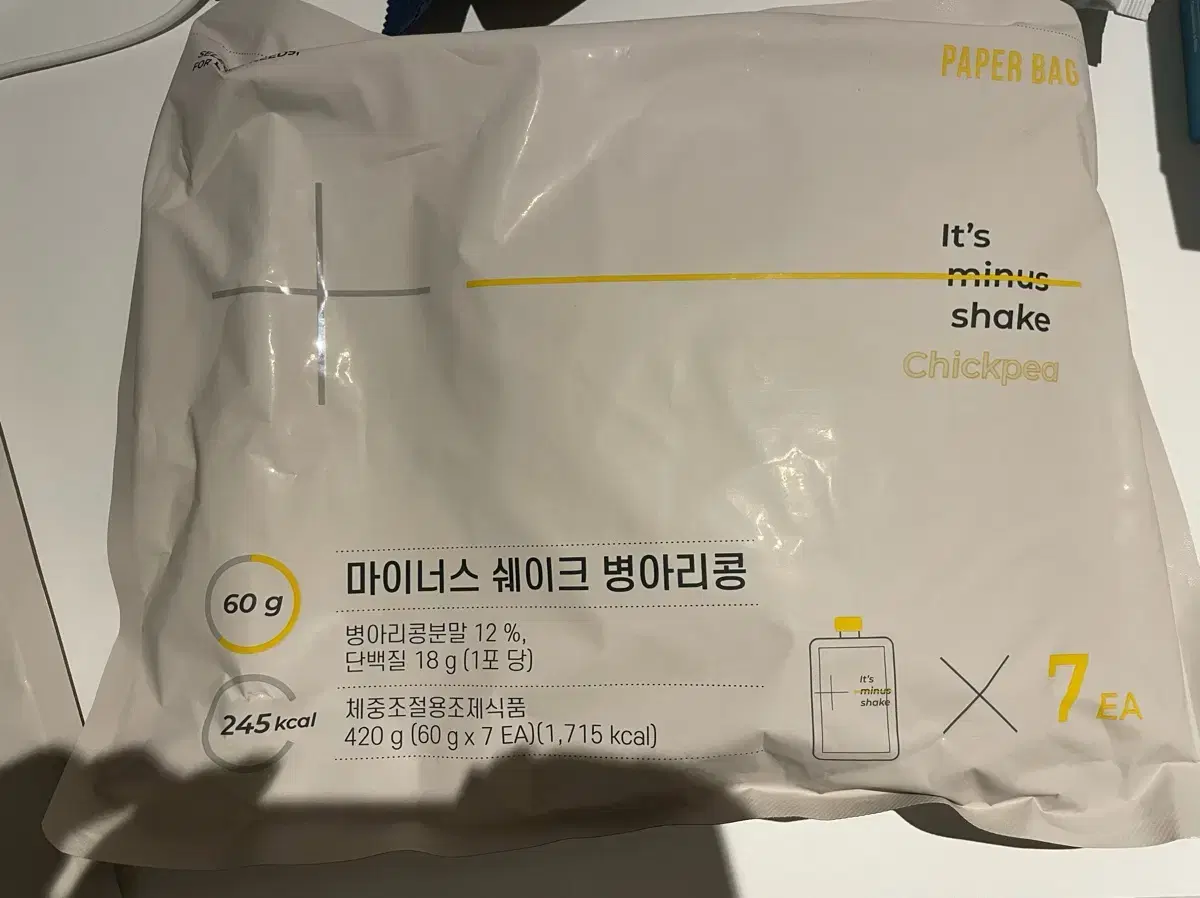 FOR
PAPER BAG
It's
minus
shake
Chickpea
60 g
마이너스 쉐이크 병아리콩
병아리콩분말 12 %,
단백질 18 g (1포 당)
245 kcal
체중조절용조제식품
420 g (60 g x 7 EA)(1,715 kcal)
It's
minus
shake
7 EA